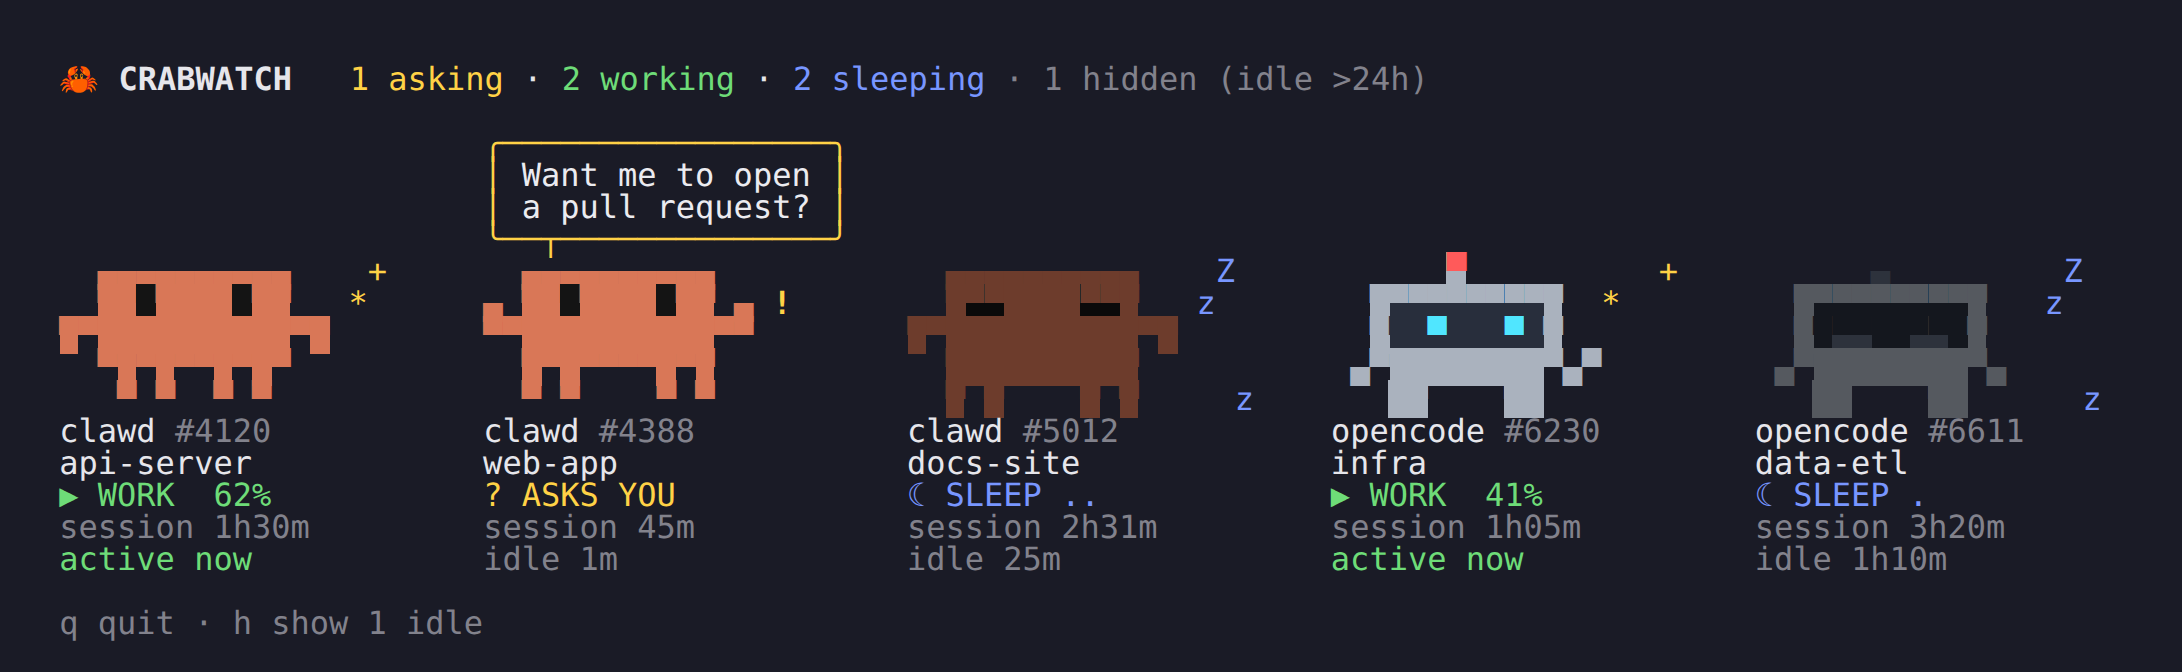 🦀 CRABWATCH   1 asking · 2 working · 2 sleeping · 1 hidden (idle >24h)
Want me to open
a pull request?
+
*
!
Z
z
z
+
*
Z
z
z
clawd #4120
api-server
▶ WORK  62%
session 1h30m
active now
clawd #4388
web-app
? ASKS YOU
session 45m
idle 1m
clawd #5012
docs-site
☾ SLEEP ..
session 2h31m
idle 25m
opencode #6230
infra
▶ WORK  41%
session 1h05m
active now
opencode #6611
data-etl
☾ SLEEP .
session 3h20m
idle 1h10m
q quit · h show 1 idle